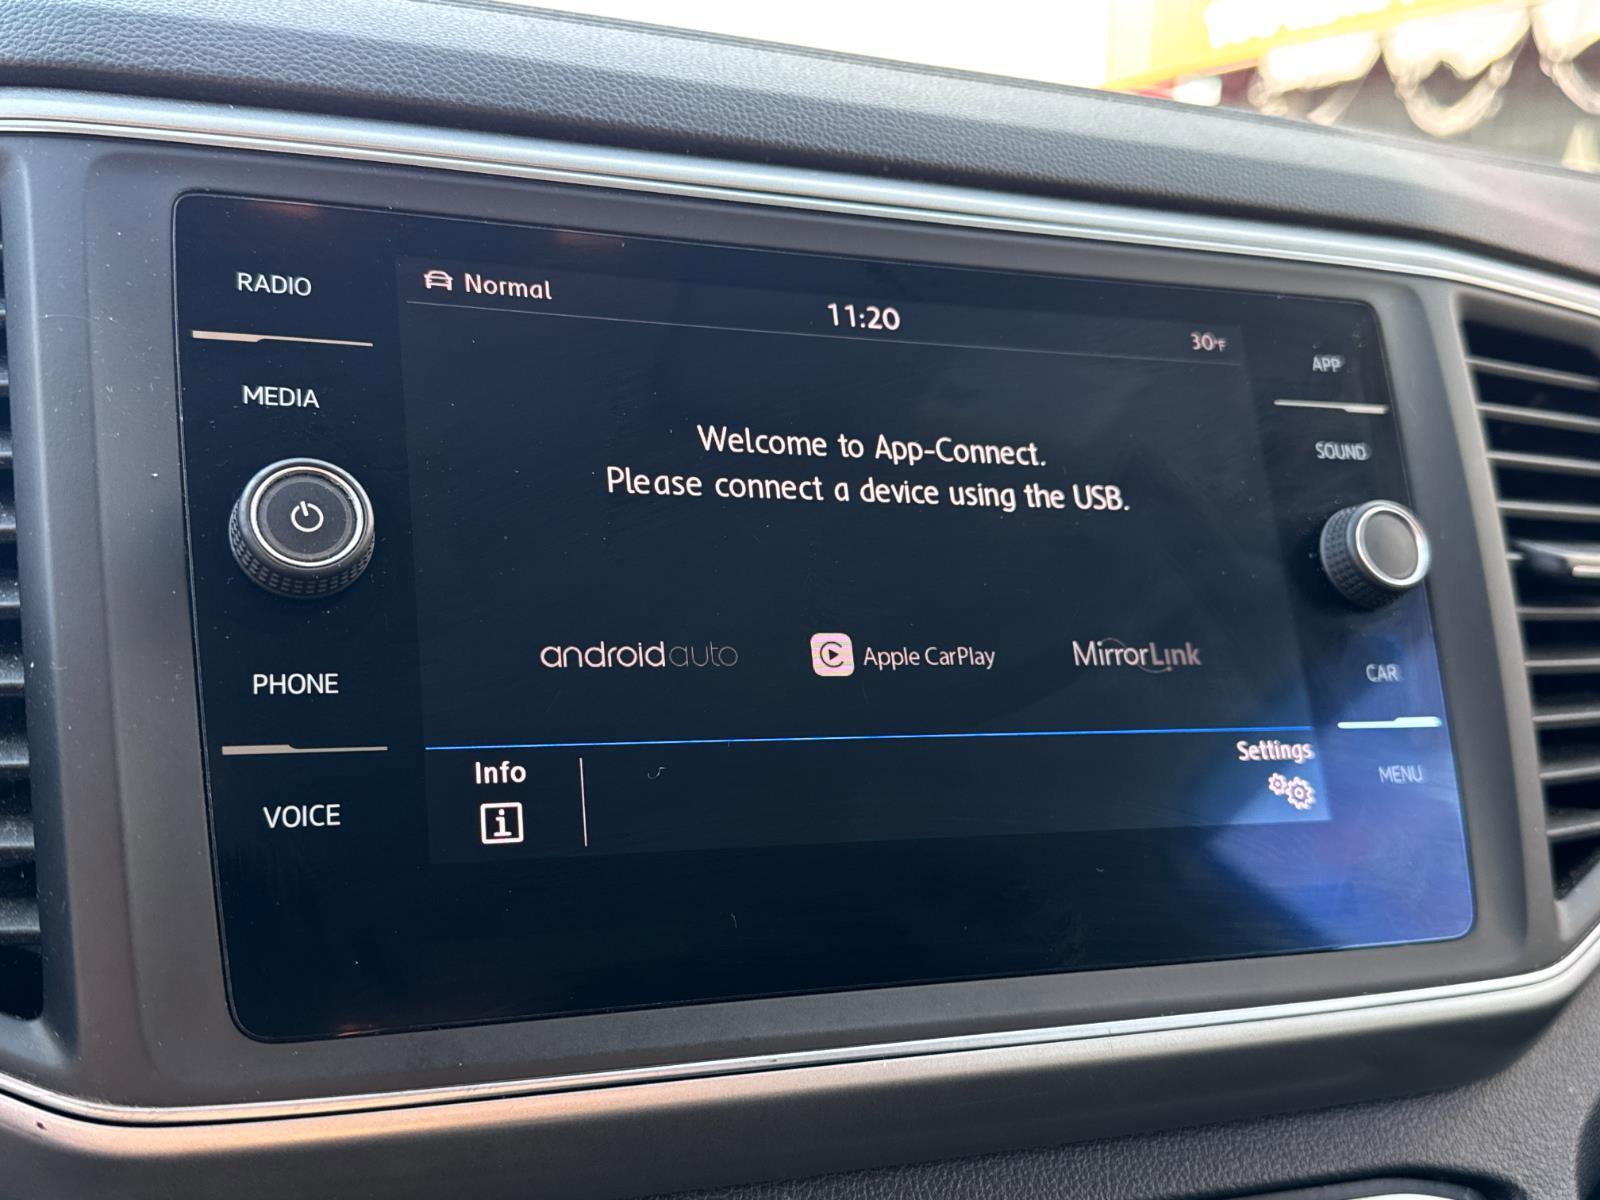 RADIO
MEDIA
PHONE
VOICE
Normal
11:20
30°F
Welcome to App-Connect.
Please connect a device using the USB.
androidauto
Apple CarPlay
MirrorLink
Info
i
Settings
APP
SOUND
CAR
MENU